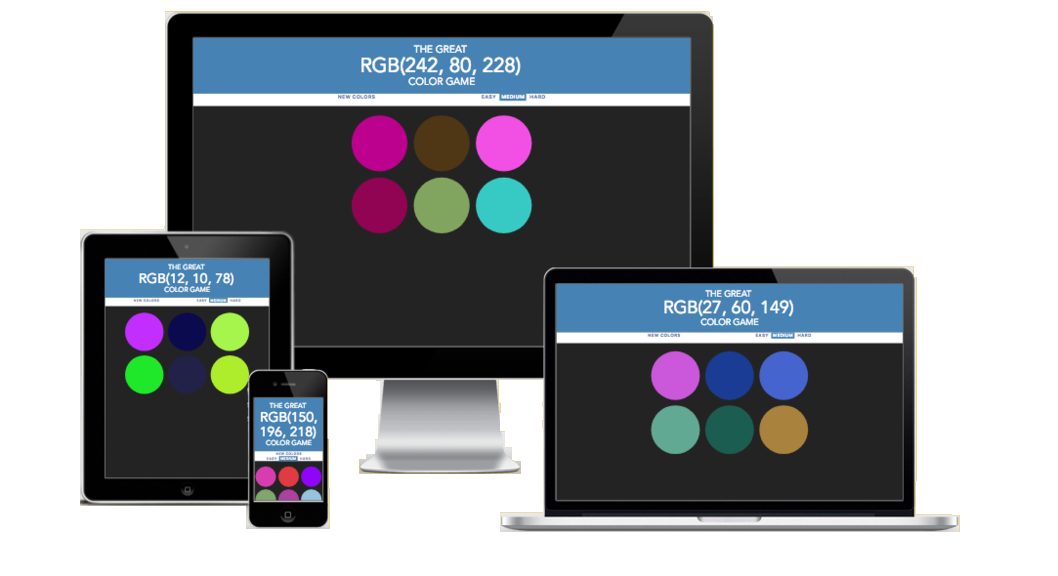 THE GREAT
RGB(242, 80, 228)
COLOR GAME
NEW COLORS EASY MEDIUM HARD
THE GREAT
RGB(12, 10, 78)
COLOR GAME
NEW COLORS EASY MEDIUM HARD
THE GREAT
RGB(150,
196, 218)
COLOR GAME
NEW COLORS
EASY MEDIUM HARD
THE GREAT
RGB(27, 60, 149)
COLOR GAME
NEW COLORS EASY MEDIUM HARD